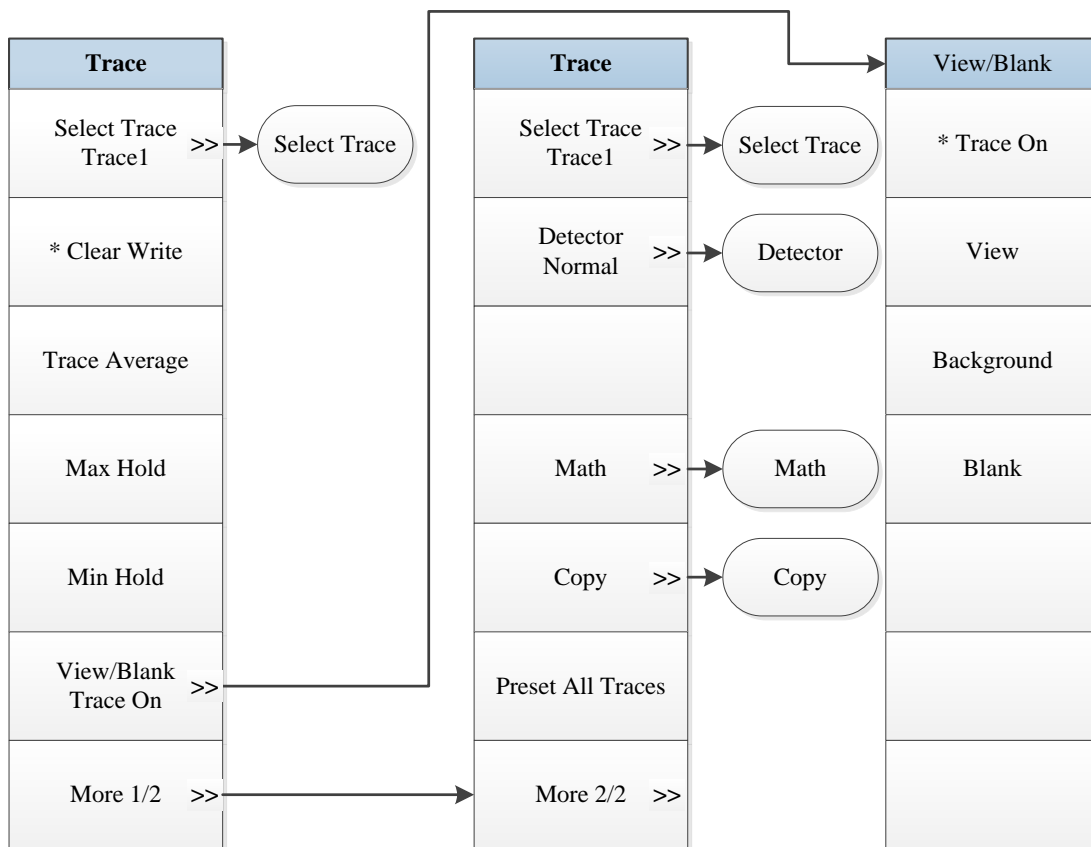 Trace
Select Trace
Trace1
>>
Select Trace
* Clear Write
Trace Average
Max Hold
Min Hold
View/Blank
Trace On
>>
More 1/2
>>
Trace
Select Trace
Trace1
>>
Select Trace
Detector
Normal
>>
Detector
Math
>>
Math
Copy
>>
Copy
Preset All Traces
More 2/2
>>
View/Blank
* Trace On
View
Background
Blank